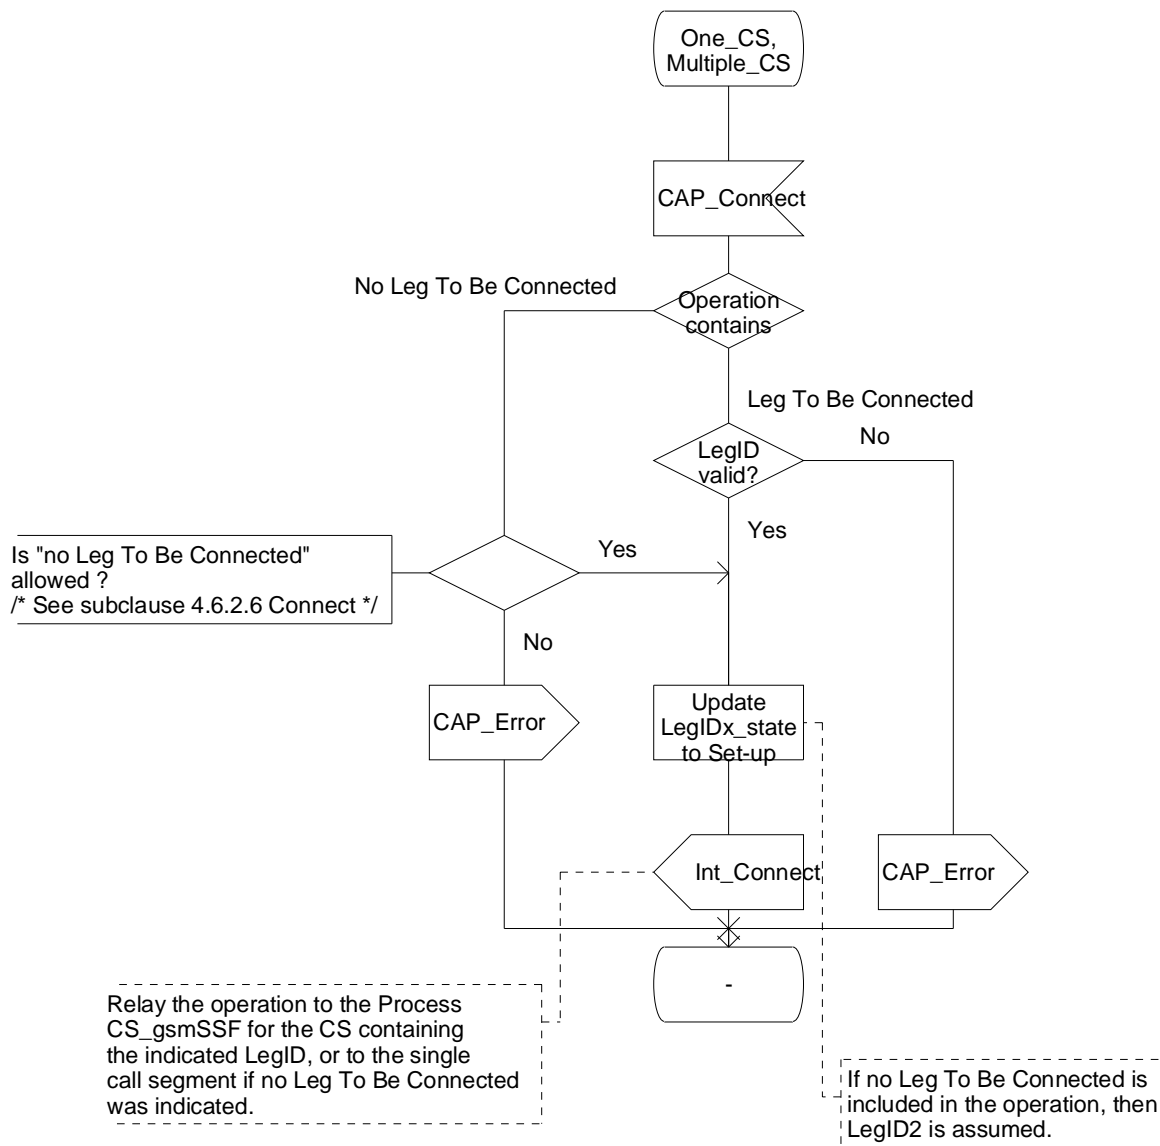 One_CS,
Multiple_CS
CAP_Connect
No Leg To Be Connected
Operation
contains
Leg To Be Connected
No
LegID
valid?
Yes
Is "no Leg To Be Connected"
allowed ?
/* See subclause 4.6.2.6 Connect */
Yes
No
CAP_Error
Update
LegIDx_state
to Set-up
Int_Connect
CAP_Error
-
Relay the operation to the Process
CS_gsmSSF for the CS containing
the indicated LegID, or to the single
call segment if no Leg To Be Connected
was indicated.
If no Leg To Be Connected is
included in the operation, then
LegID2 is assumed.